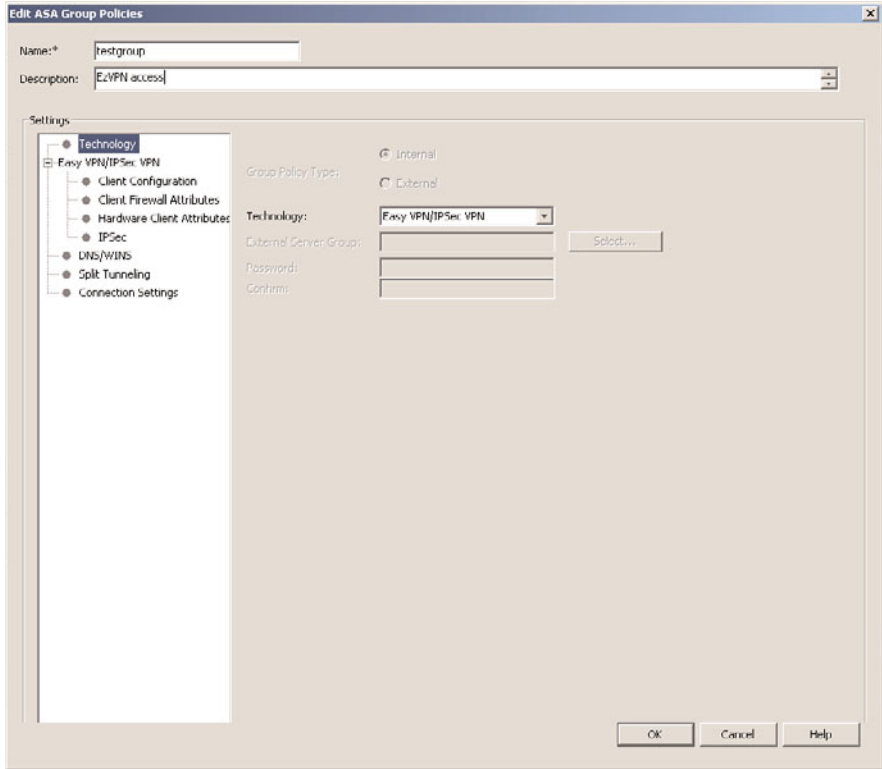 Edit ASA Group Policies
Name:*
testgroup
Description:
EzVPN access
Settings
Technology
Easy VPN/IPSec VPN
Client Configuration
Client Firewall Attributes
Hardware Client Attributes
IPSec
DNS/WINS
Split Tunneling
Connection Settings
Group Policy Type:
Internal
External
Technology:
Easy VPN/IPSec VPN
External Server Group:
Select...
Password:
Confirm:
OK
Cancel
Help